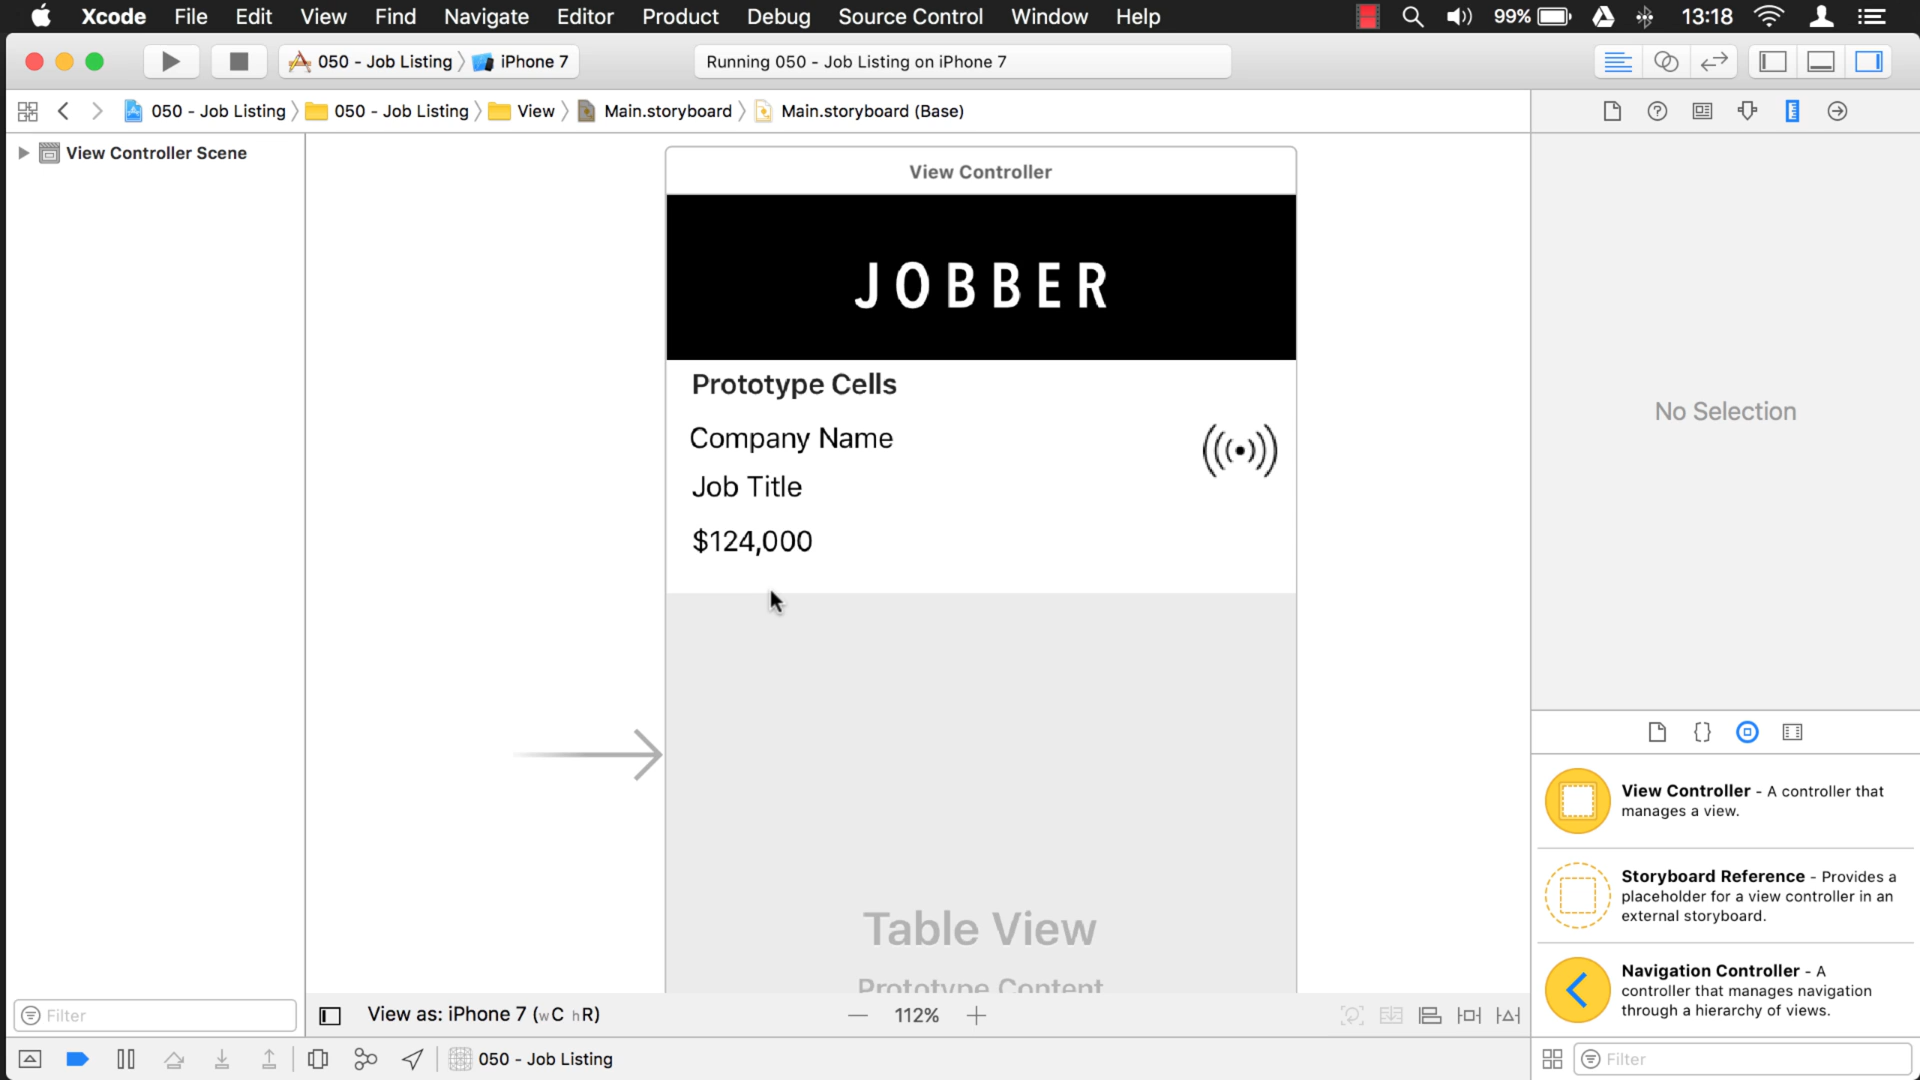 Xcode File Edit View Find Navigate Editor Product Debug Source Control Window Help 99% 13:18
050 - Job Listing iPhone 7 Running 050 - Job Listing on iPhone 7
050 - Job Listing 050 - Job Listing View Main.storyboard Main.storyboard (Base)
View Controller Scene
View Controller
JOBBER
Prototype Cells
Company Name
Job Title
$124,000
Table View
Prototype Content
No Selection
View Controller - A controller that
manages a view.
Storyboard Reference - Provides a
placeholder for a view controller in an
external storyboard.
Navigation Controller - A
controller that manages navigation
through a hierarchy of views.
Filter
View as: iPhone 7 (wC hR) 112%
050 - Job Listing
Filter